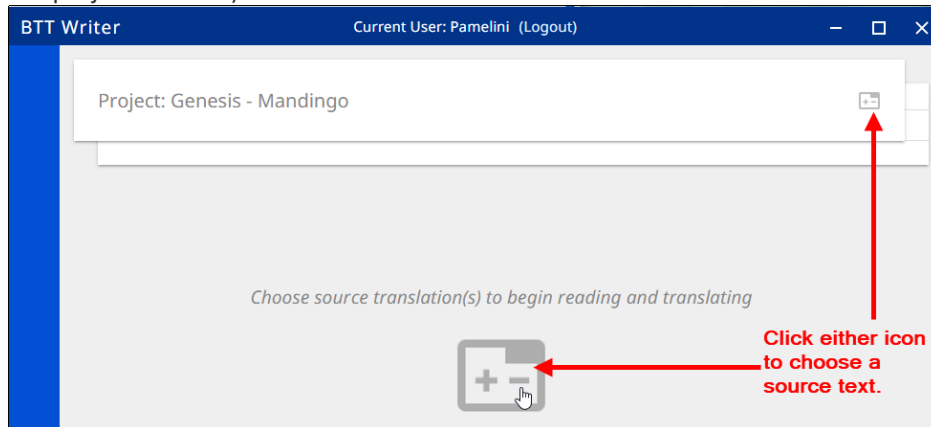 BTT Writer Current User: Pamelini (Logout)
Project: Genesis - Mandingo
Choose source translation(s) to begin reading and translating
Click either icon
to choose a
source text.